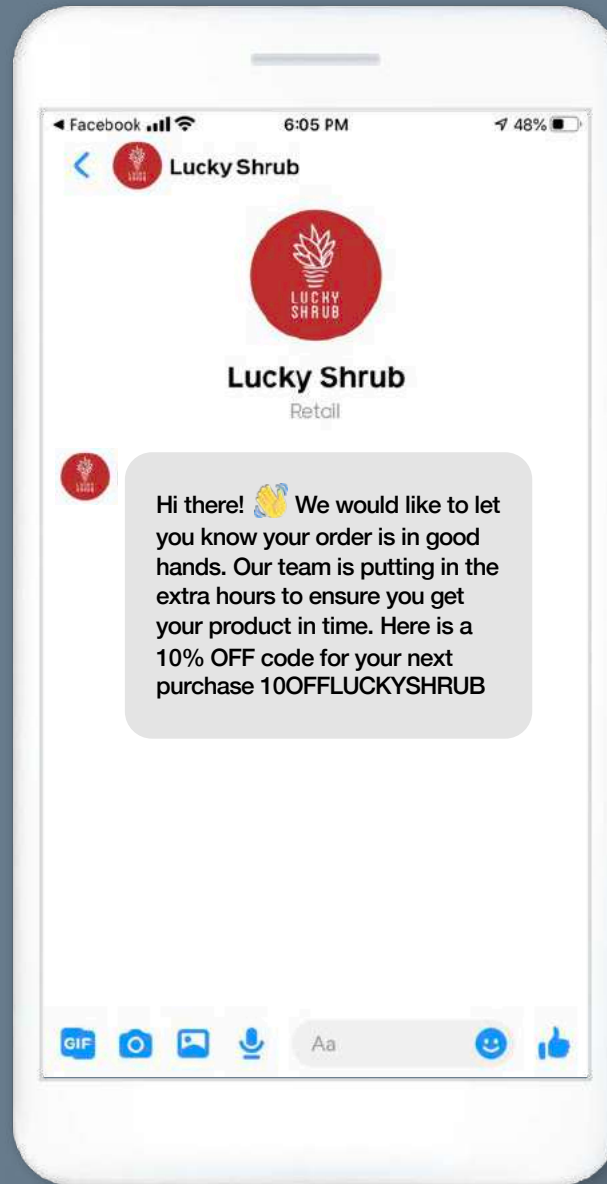 ◀ Facebook 6:05 PM 48%
Lucky Shrub
LUCKY
SHRUB
Lucky Shrub
Retail
Hi there! 👋 We would like to let
you know your order is in good
hands. Our team is putting in the
extra hours to ensure you get
your product in time. Here is a
10% OFF code for your next
purchase 10OFFLUCKYSHRUB
GIF Aa